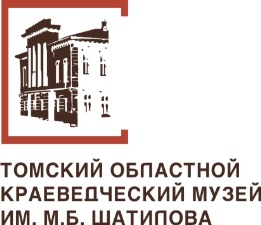 ТОМСКИЙ ОБЛАСТНОЙ
КРАЕВЕДЧЕСКИЙ МУЗЕЙ
ИМ. М.Б. ШАТИЛОВА